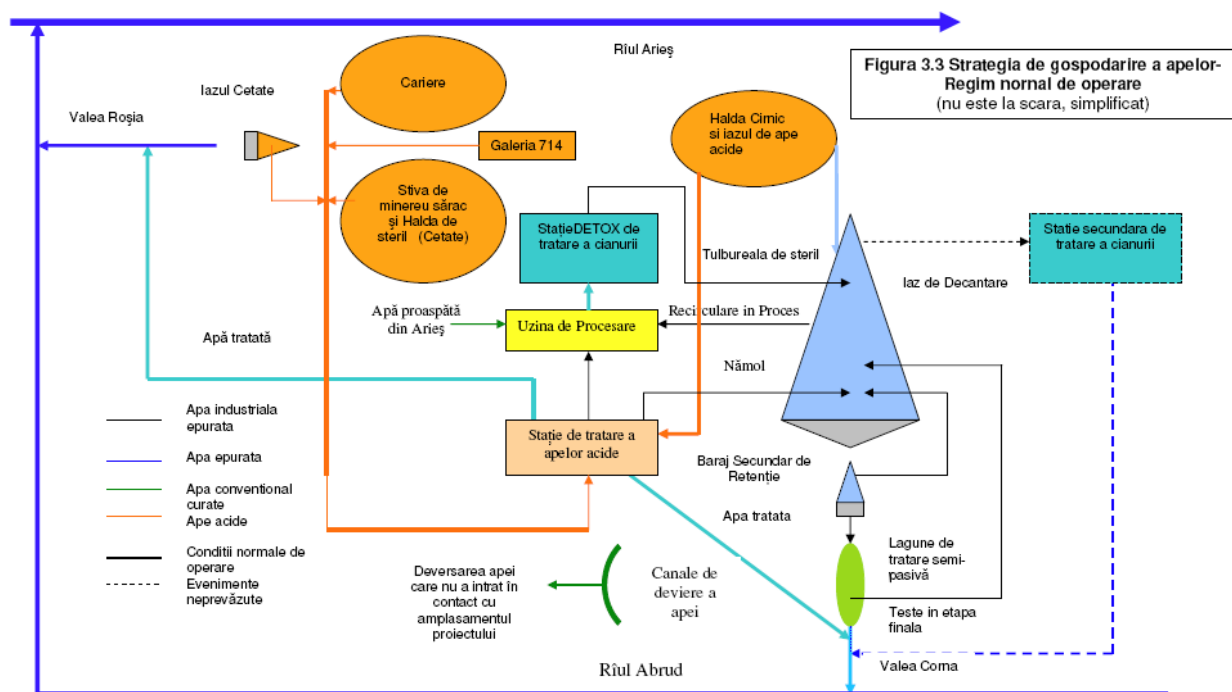 Rîul Arieş
Figura 3.3 Strategia de gospodarire a apelor-
Regim nornal de operare
(nu este la scara, simplificat)
Cariere
Iazul Cetate
Valea Roşia
Galeria 714
Halda Cirnic
si iazul de ape
acide
Stiva de
minereu sărac
şi Halda de
steril (Cetate)
StaţieDETOX de
tratare a cianurii
Tulbureala de steril
Statie secundara de
tratare a cianurii
Iaz de Decantare
Apă proaspătă
din Arieş
Uzina de Procesare
Recirculare in Proces
Apă tratată
Nămol
Apa industriala
epurata
Apa epurata
Apa conventional
curate
Ape acide
Conditii normale de
operare
Evenimente
neprevăzute
Staţie de tratare a
apelor acide
Baraj Secundar de
Retenţie
Apa tratata
Lagune de
tratare semi-
pasivă
Deversarea apei
care nu a intrat în
contact cu
amplasamentul
proiectului
Canale de
deviere a
apei
Teste in etapa
finala
Valea Corna
Rîul Abrud